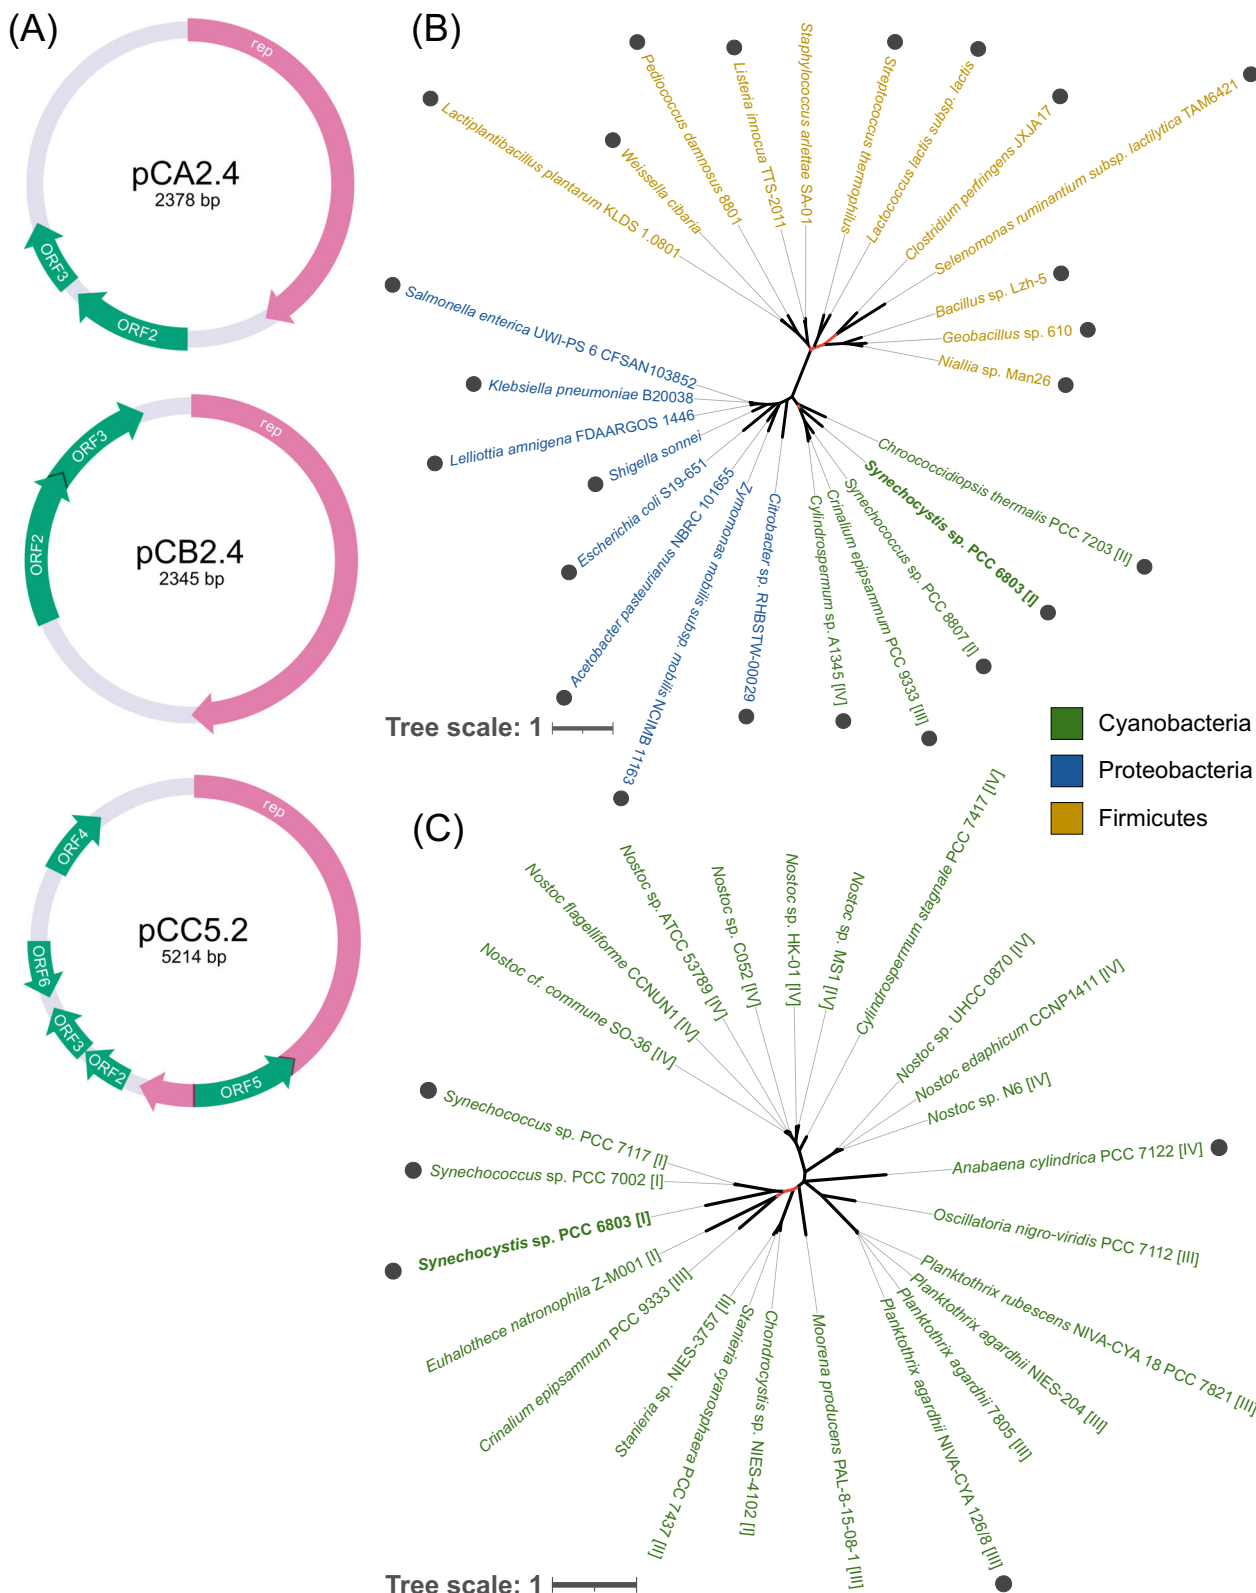 (A)
rep
pCA2.4
2378 bp
ORF3
ORF2
rep
ORF3
pCB2.4
2345 bp
ORF2
rep
ORF4
pCC5.2
5214 bp
ORF6
ORF3
ORF2
ORF5
(B)
Lactiplantibacillus plantarum KLDS 1.0801
Weissella cibaria
Pediococcus damnosus 8801
Listeria innocua TTS-2011
Staphylococcus arlettae SA-01
Streptococcus thermophilus
Lactococcus lactis subsp. lactis
Clostridium perfringens JXJA17
Selenomonas ruminantium subsp. lactilytica TAM6421
Bacillus sp. Lzh-5
Geobacillus sp. 610
Niallia sp. Man26
Salmonella enterica UWI-PS 6 CFSAN103852
Klebsiella pneumoniae B20038
Lelliottia amnigena FDAARGOS 1446
Shigella sonnei
Escherichia coli S19-651
Acetobacter pasteurianus NBRC 101655
Zymomonas mobilis subsp. mobilis NCIMB 11163
Citrobacter sp. RHBSTW-00029
Cylindrospermum sp. A1345 [IV]
Crinalium epipsammum PCC 9333 [III]
Synechococcus sp. PCC 8807 [I]
Synechocystis sp. PCC 6803 [I]
Chroococcidiopsis thermalis PCC 7203 [II]
Tree scale: 1
Cyanobacteria
Proteobacteria
Firmicutes
(C)
Nostoc cf. commune SO-36 [IV]
Nostoc flagelliforme CCNUN1 [IV]
Nostoc sp. ATCC 53789 [IV]
Nostoc sp. C052 [IV]
Nostoc sp. HK-01 [IV]
Nostoc sp. MS1 [IV]
Cylindrospermum stagnale PCC 7417 [IV]
Nostoc sp. UHCC 0870 [IV]
Nostoc edaphicum CCNP1411 [IV]
Nostoc sp. N6 [IV]
Anabaena cylindrica PCC 7122 [IV]
Oscillatoria nigro-viridis PCC 7112 [III]
Planktothrix rubescens NIVA-CYA 18 PCC 7821 [III]
Planktothrix agardhii NIES-204 [III]
Planktothrix agardhii 7805 [III]
Planktothrix agardhii NIVA-CYA 126/8 [III]
Moorena producens PAL-8-15-08-1 [III]
Chondrocystis sp. NIES-4102 [I]
Stanieria cyanosphaera PCC 7437 [II]
Stanieria sp. NIES-3757 [II]
Crinalium epipsammum PCC 9333 [III]
Euhalothece natronophila Z-M001 [I]
Synechocystis sp. PCC 6803 [I]
Synechococcus sp. PCC 7002 [I]
Synechococcus sp. PCC 7117 [I]
Tree scale: 1